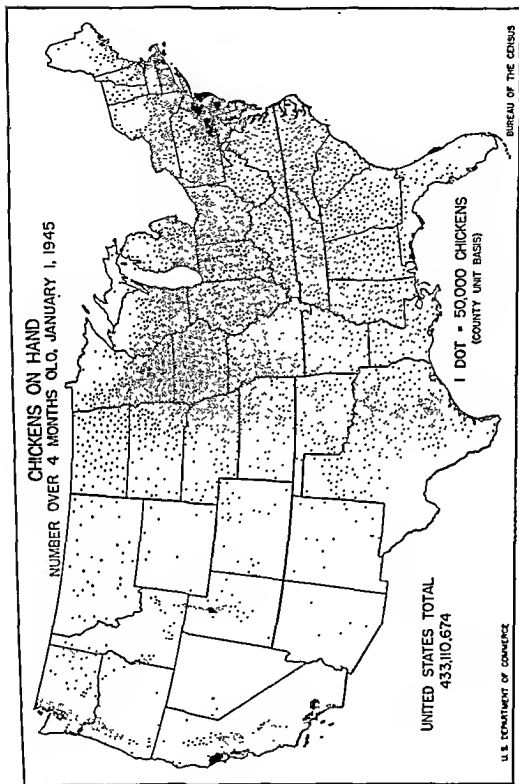 CHICKENS ON HAND
NUMBER OVER 4 MONTHS OLD, JANUARY 1, 1945
UNITED STATES TOTAL
433,110,674
1 DOT = 50,000 CHICKENS
(COUNTY UNIT BASIS)
U.S. DEPARTMENT OF COMMERCE
BUREAU OF THE CENSUS